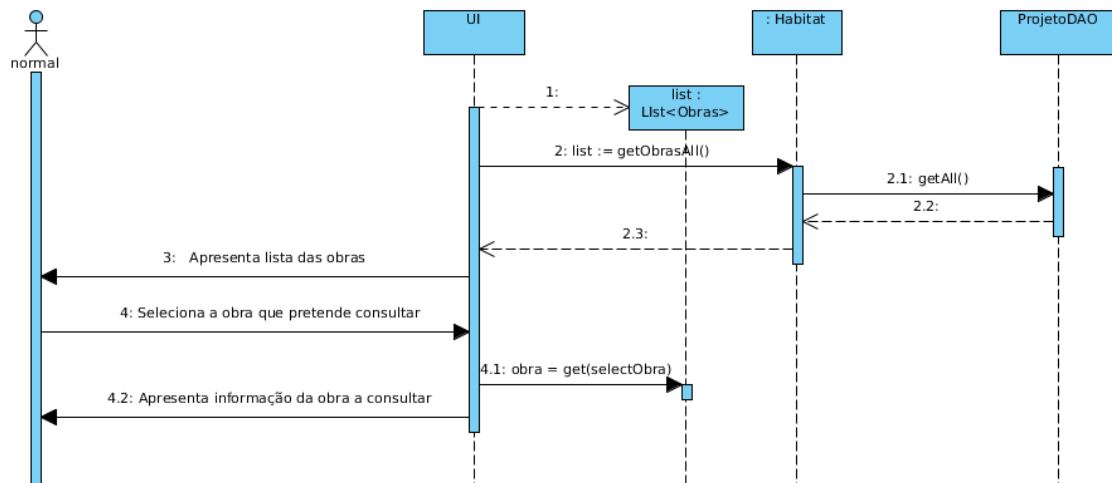 UI
: Habitat
ProjetoDAO
normal
1:
list :
LIst<Obras>
2: list := getObrasAll()
2.1: getAll()
2.2:
2.3:
3:   Apresenta lista das obras
4: Seleciona a obra que pretende consultar
4.1: obra = get(selectObra)
4.2: Apresenta informação da obra a consultar